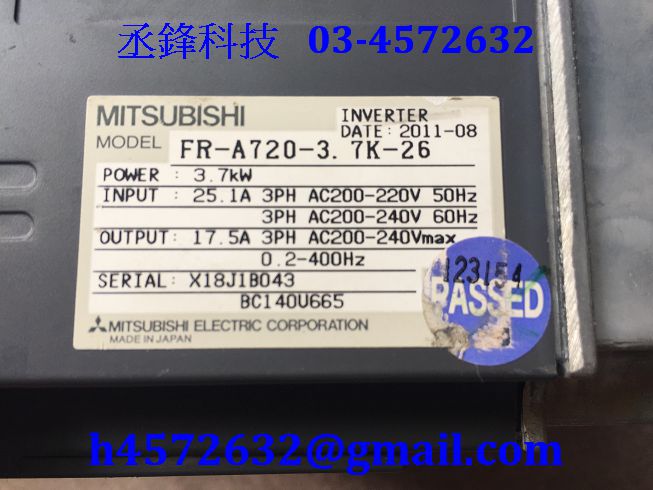 丞鋒科技 03-4572632
MITSUBISHI
INVERTER
DATE: 2011-08
MODEL FR-A720-3.7K-26
POWER : 3.7kW
INPUT : 25.1A 3PH AC200-220V 50Hz
3PH AC200-240V 60Hz
OUTPUT: 17.5A 3PH AC200-240Vmax
0.2-400Hz
SERIAL: X18J1B043
BC140U665
123154
PASSED
MITSUBISHI ELECTRIC CORPORATION
MADE IN JAPAN
h4572632@gmail.com